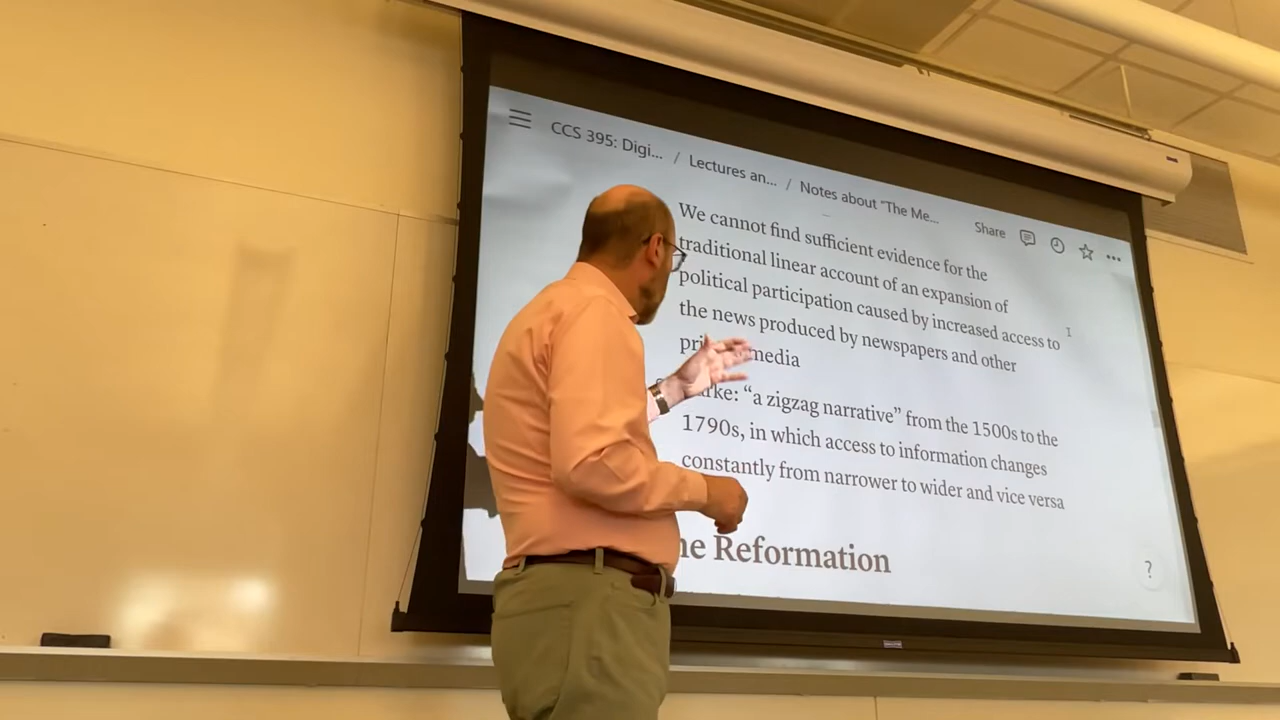 CCS 395: Digi... / Lectures an... / Notes about "The Me...
Share
We cannot find sufficient evidence for the
traditional linear account of an expansion of
political participation caused by increased access to
the news produced by newspapers and other
media
"a zigzag narrative" from the 1500s to the
1790s, in which access to information changes
constantly from narrower to wider and vice versa
Reformation
?